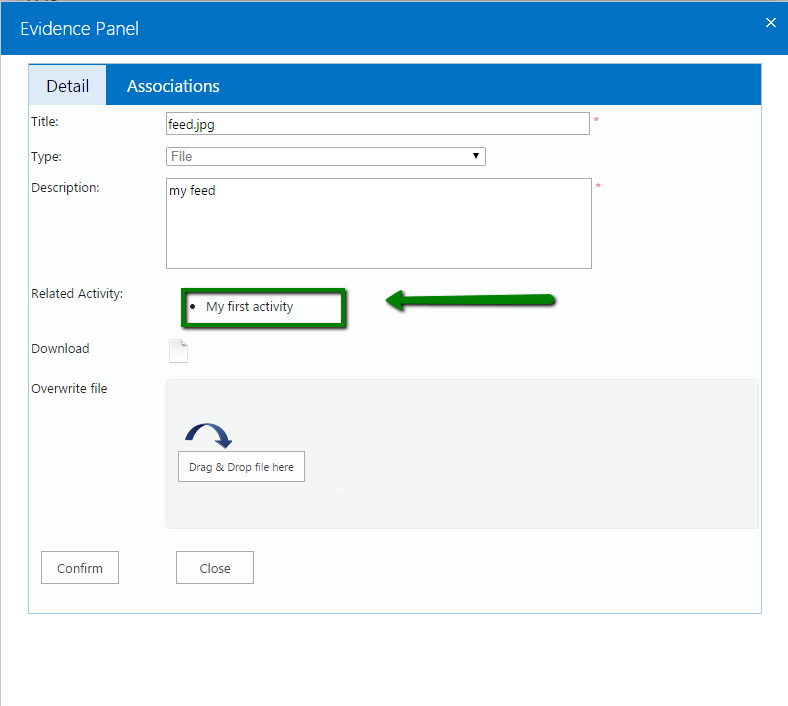 Evidence Panel
Detail
Associations
Title:
feed.jpg
*
Type:
File
Description:
my feed
*
Related Activity:
My first activity
Download
Overwrite file
Drag & Drop file here
Confirm
Close